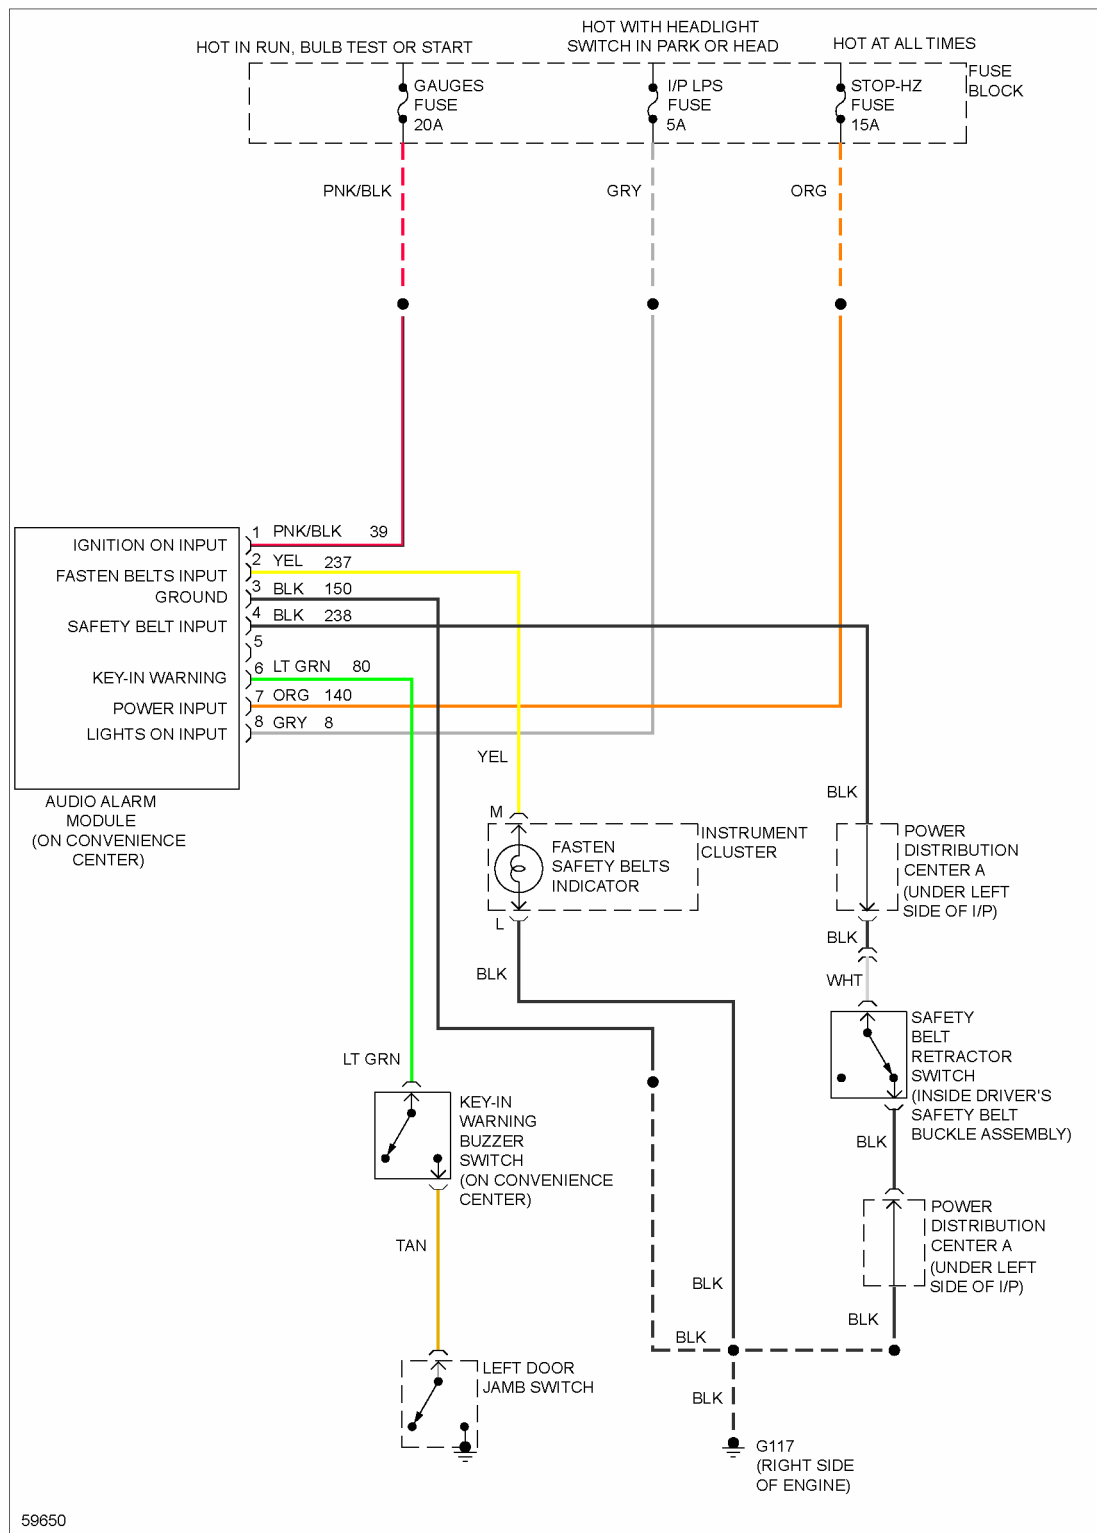 HOT IN RUN, BULB TEST OR START
HOT WITH HEADLIGHT
SWITCH IN PARK OR HEAD
HOT AT ALL TIMES
GAUGES
FUSE
20A
I/P LPS
FUSE
5A
STOP-HZ
FUSE
15A
FUSE
BLOCK
PNK/BLK
GRY
ORG
IGNITION ON INPUT
1 PNK/BLK 39
FASTEN BELTS INPUT
2 YEL 237
GROUND
3 BLK 150
SAFETY BELT INPUT
4 BLK 238
5
KEY-IN WARNING
6 LT GRN 80
POWER INPUT
7 ORG 140
LIGHTS ON INPUT
8 GRY 8
AUDIO ALARM
MODULE
(ON CONVENIENCE
CENTER)
YEL
M
FASTEN
SAFETY BELTS
INDICATOR
INSTRUMENT
CLUSTER
L
BLK
BLK
POWER
DISTRIBUTION
CENTER A
(UNDER LEFT
SIDE OF I/P)
BLK
WHT
SAFETY
BELT
RETRACTOR
SWITCH
(INSIDE DRIVER'S
SAFETY BELT
BUCKLE ASSEMBLY)
BLK
LT GRN
KEY-IN
WARNING
BUZZER
SWITCH
(ON CONVENIENCE
CENTER)
TAN
POWER
DISTRIBUTION
CENTER A
(UNDER LEFT
SIDE OF I/P)
BLK
BLK
BLK
LEFT DOOR
JAMB SWITCH
BLK
G117
(RIGHT SIDE
OF ENGINE)
59650